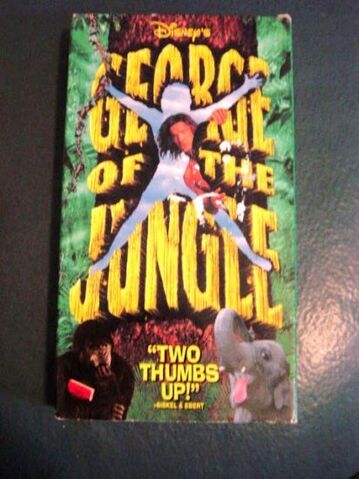 Disney's
GEORGE
OF THE
JUNGLE
"TWO
THUMBS
UP!"
-SISKEL & EBERT